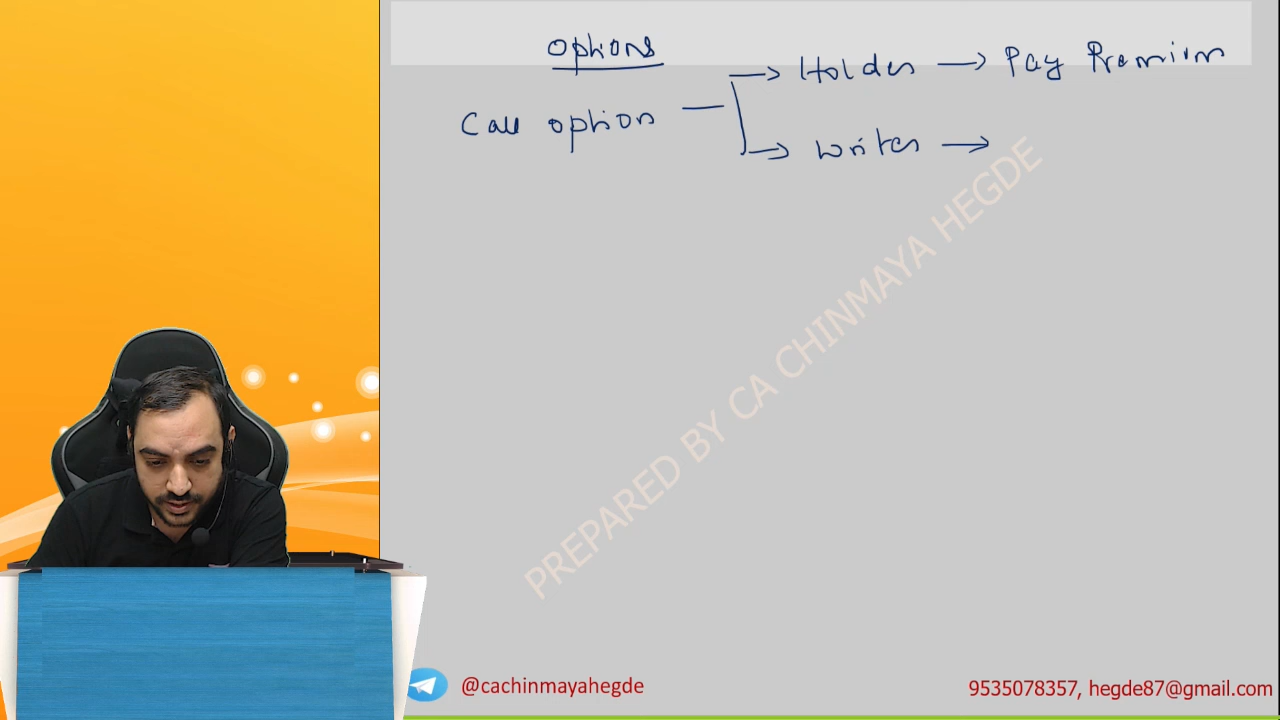 Options
Call option → Holder → Pay Premium
→ Writer →
PREPARED BY CA CHINMAYA HEGDE
@cachinmayahegde
9535078357, hegde87@gmail.com